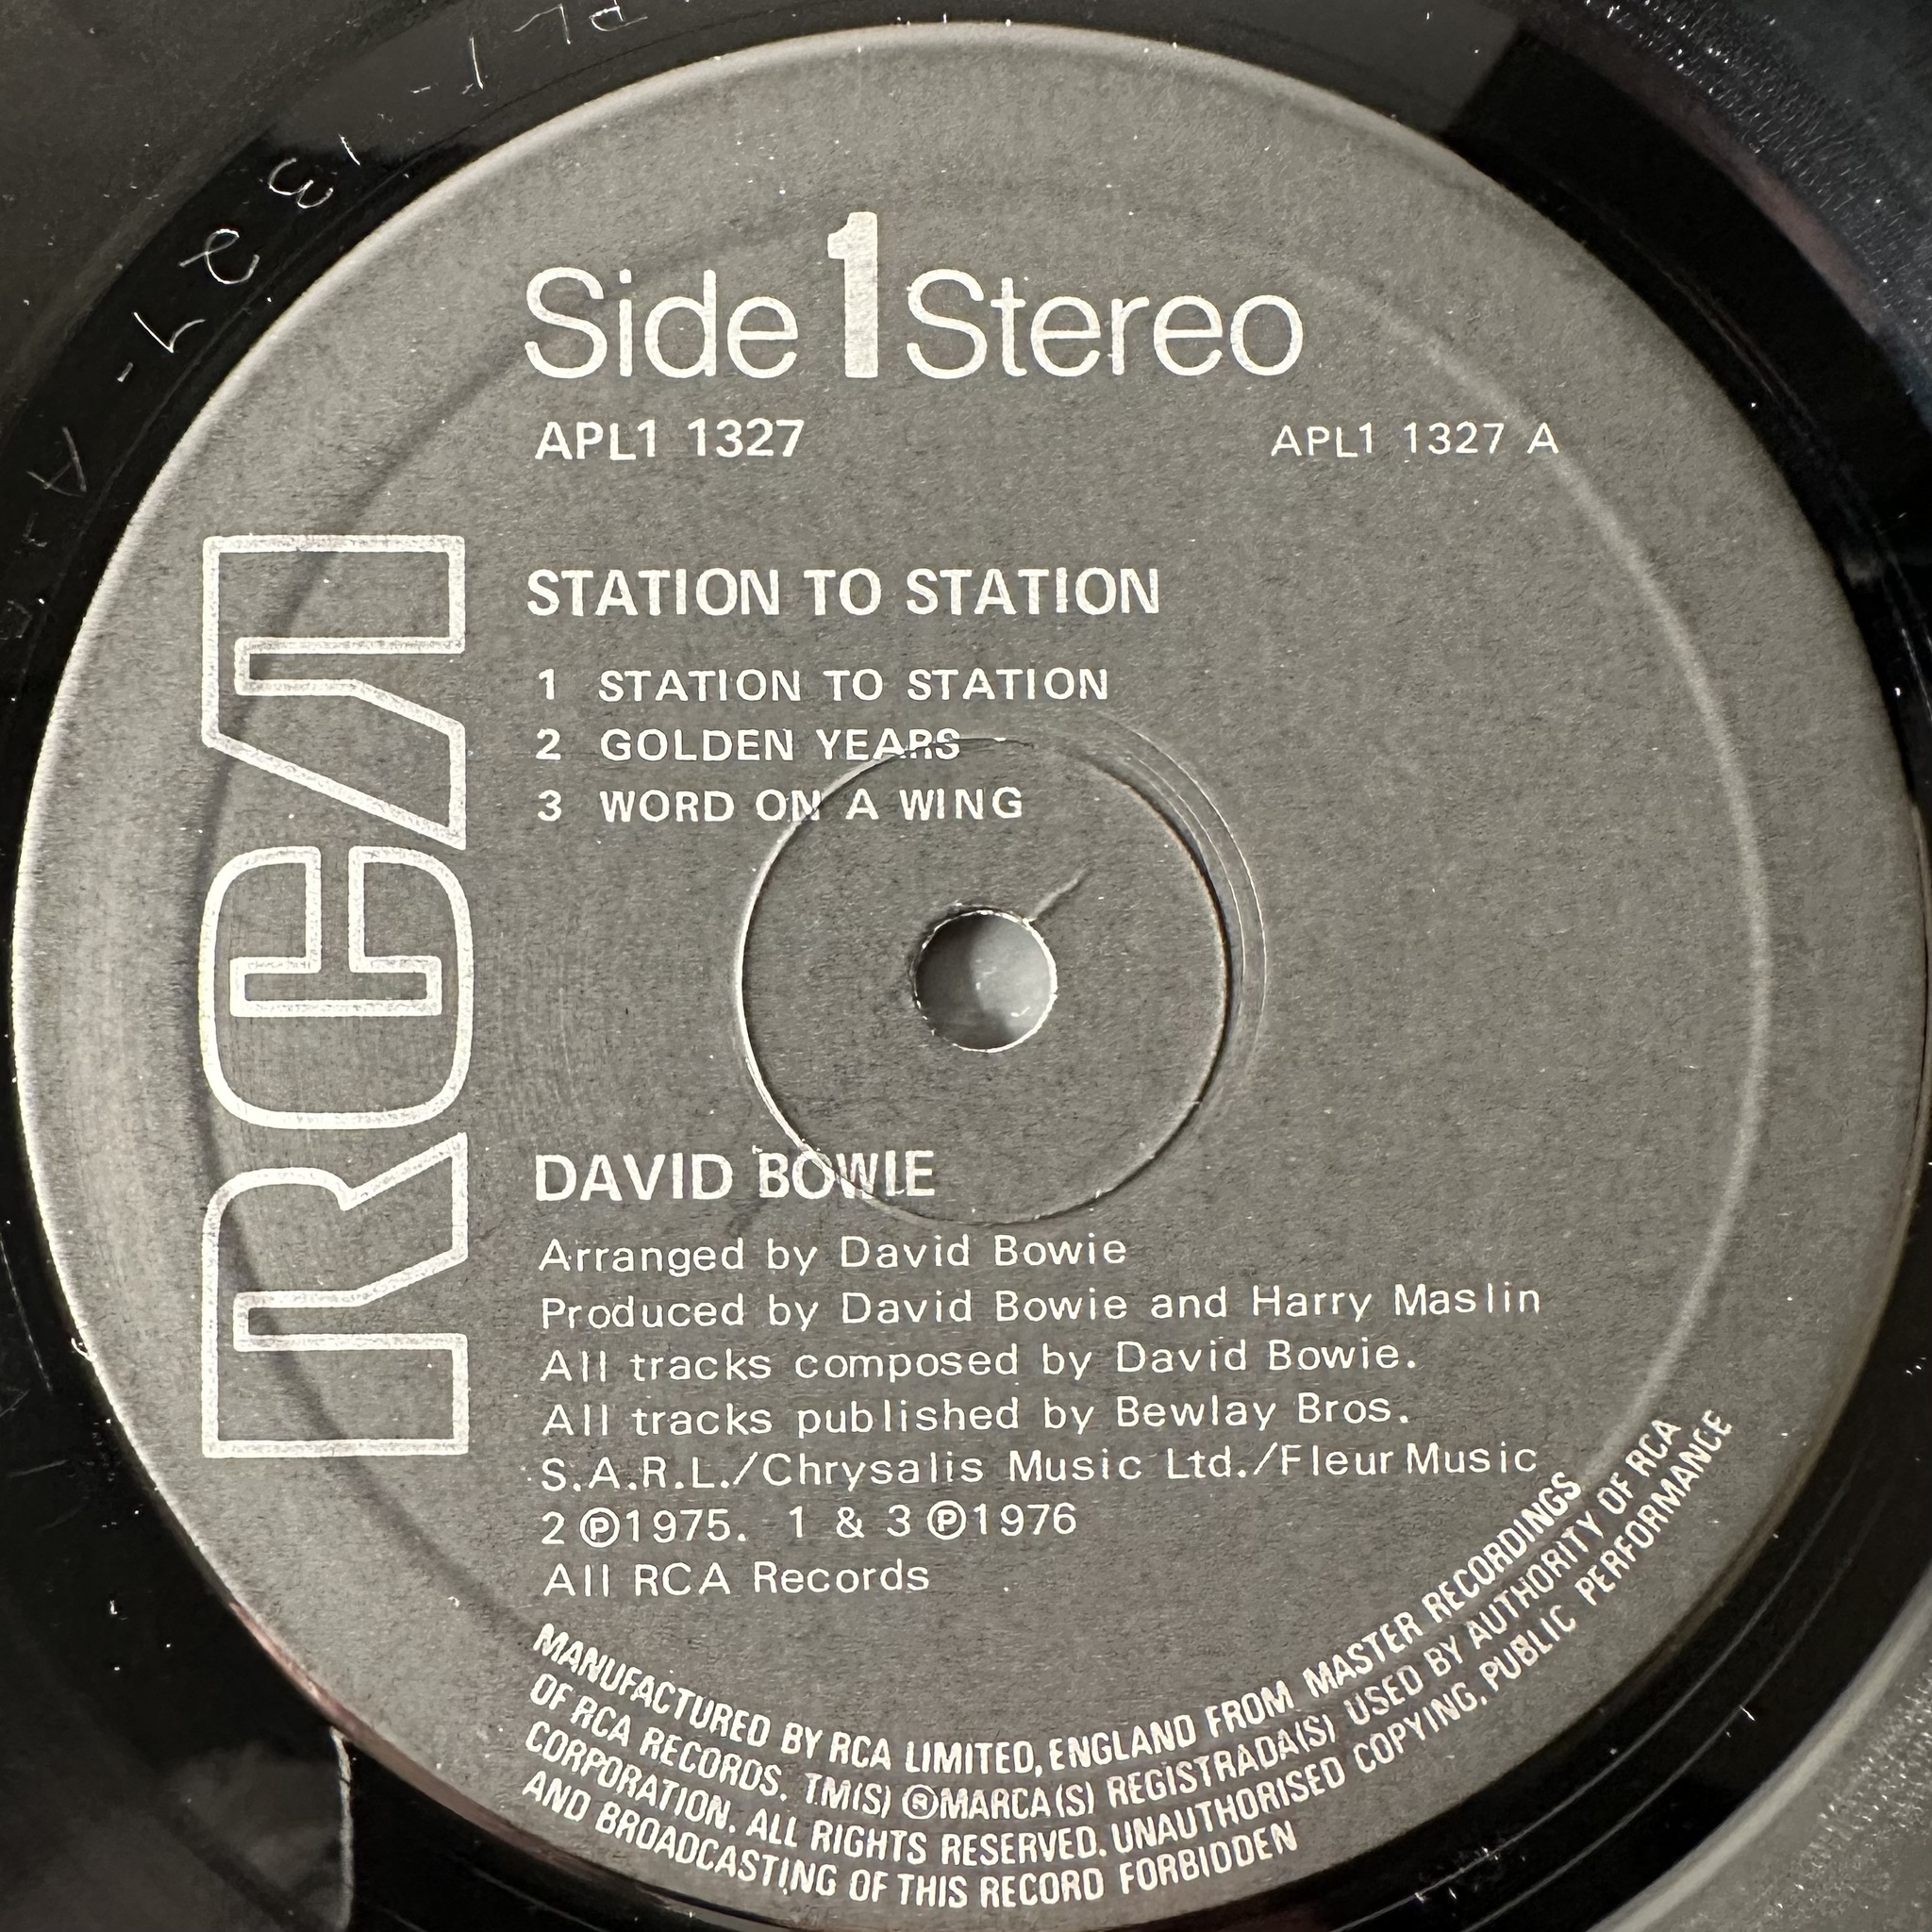 PL1-1327-A
Side 1 Stereo
APL1 1327
APL1 1327 A
RCA
STATION TO STATION
1 STATION TO STATION
2 GOLDEN YEARS
3 WORD ON A WING
DAVID BOWIE
Arranged by David Bowie
Produced by David Bowie and Harry Maslin
All tracks composed by David Bowie.
All tracks published by Bewlay Bros.
S.A.R.L./Chrysalis Music Ltd./Fleur Music
2 ℗1975. 1 & 3 ℗1976
All RCA Records
MANUFACTURED BY RCA LIMITED, ENGLAND FROM MASTER RECORDINGS
OF RCA RECORDS. TM(S) ®MARCA(S) REGISTRADA(S) USED BY AUTHORITY OF RCA
CORPORATION. ALL RIGHTS RESERVED. UNAUTHORISED COPYING, PUBLIC PERFORMANCE
AND BROADCASTING OF THIS RECORD FORBIDDEN